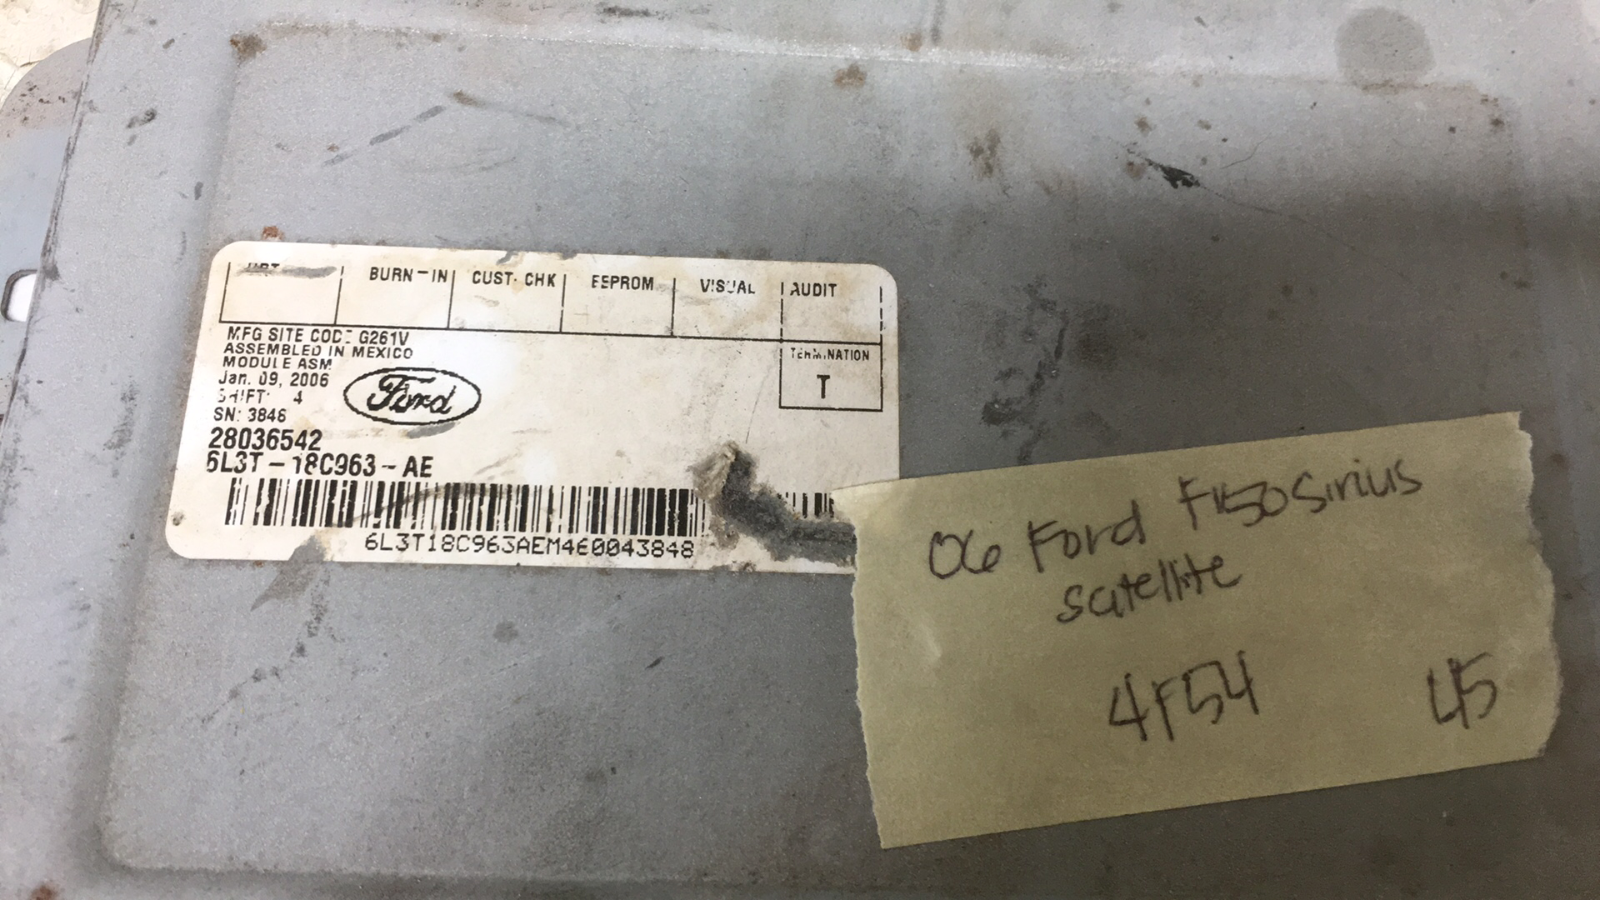 BURN-IN CUST. CHK EEPROM VISUAL AUDIT
MFG SITE CODE G261V
ASSEMBLED IN MEXICO
MODULE ASM
Jan. 09, 2006
SHIFT: 4
SN: 3846
Ford
TERMINATION
T
28036542
6L3T-18C963-AE
6L3T18C963AEM460043848
06 Ford F150 Sirius
satellite
4F54 45